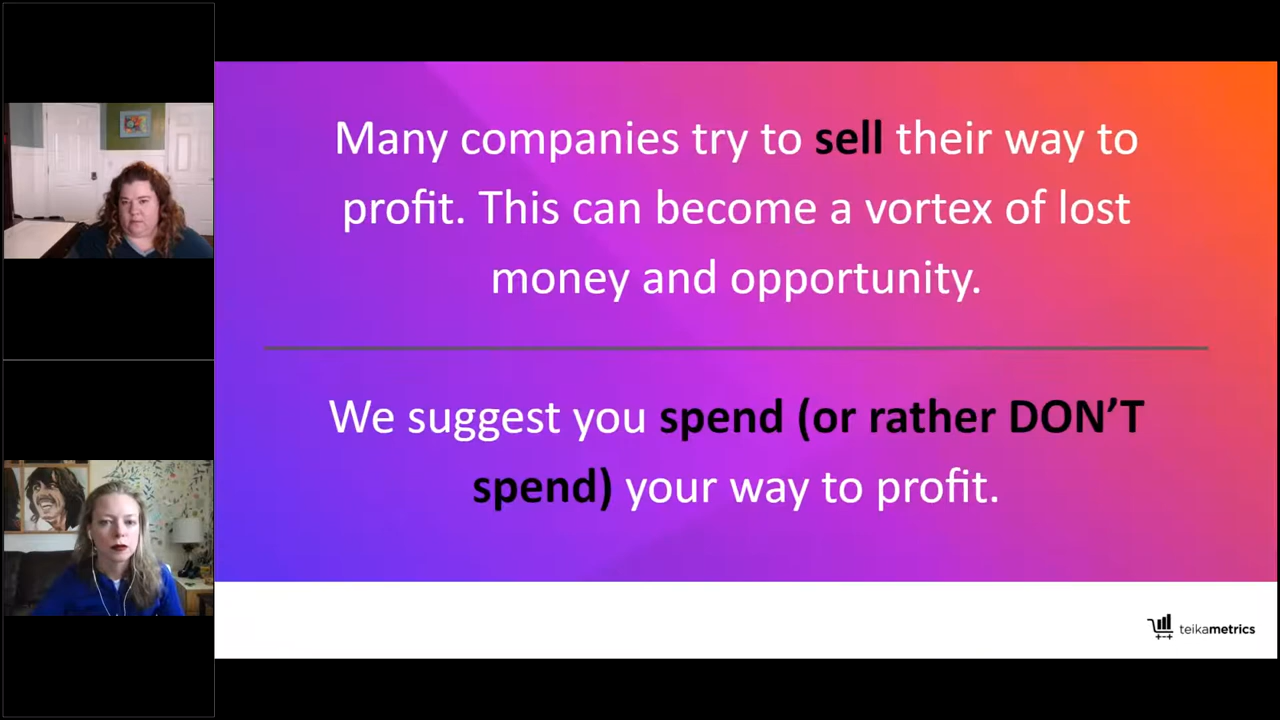 Many companies try to sell their way to
profit. This can become a vortex of lost
money and opportunity.
We suggest you spend (or rather DON’T
spend) your way to profit.
teikametrics